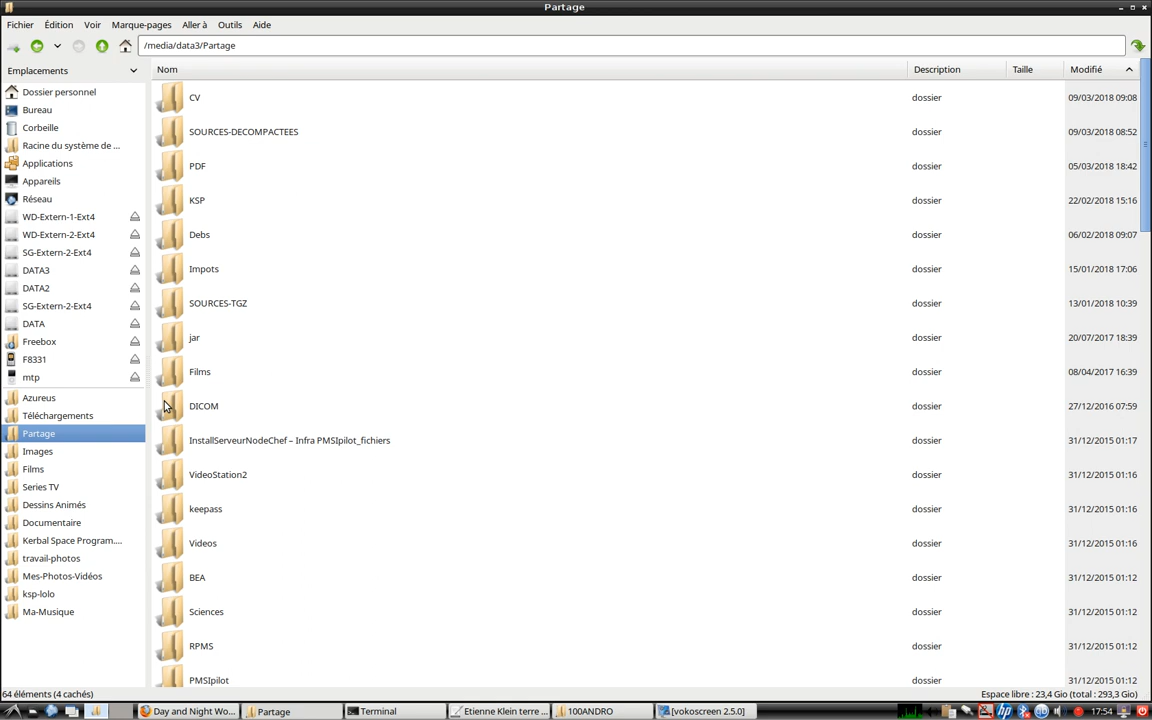 Partage
Fichier Édition Voir Marque-pages Aller à Outils Aide
/media/data3/Partage
Emplacements
Nom Description Taille Modifié
Dossier personnel
Bureau
Corbeille
Racine du système de ...
Applications
Appareils
Réseau
WD-Extern-1-Ext4
WD-Extern-2-Ext4
SG-Extern-2-Ext4
DATA3
DATA2
SG-Extern-2-Ext4
DATA
Freebox
F8331
mtp
Azureus
Téléchargements
Partage
Images
Films
Series TV
Dessins Animés
Documentaire
Kerbal Space Program....
travail-photos
Mes-Photos-Vidéos
ksp-lolo
Ma-Musique
CV dossier 09/03/2018 09:08
SOURCES-DECOMPACTEES dossier 09/03/2018 08:52
PDF dossier 05/03/2018 18:42
KSP dossier 22/02/2018 15:16
Debs dossier 06/02/2018 09:07
Impots dossier 15/01/2018 17:06
SOURCES-TGZ dossier 13/01/2018 10:39
jar dossier 20/07/2017 18:39
Films dossier 08/04/2017 16:39
DICOM dossier 27/12/2016 07:59
InstallServeurNodeChef – Infra PMSIpilot_fichiers dossier 31/12/2015 01:17
VideoStation2 dossier 31/12/2015 01:16
keepass dossier 31/12/2015 01:16
Videos dossier 31/12/2015 01:16
BEA dossier 31/12/2015 01:12
Sciences dossier 31/12/2015 01:12
RPMS dossier 31/12/2015 01:12
PMSIpilot dossier 31/12/2015 01:12
64 éléments (4 cachés) Espace libre : 23,4 Gio (total : 293,3 Gio)
Day and Night Wo... Partage Terminal Etienne Klein terre ... 100ANDRO [vokoscreen 2.5.0] 17:54